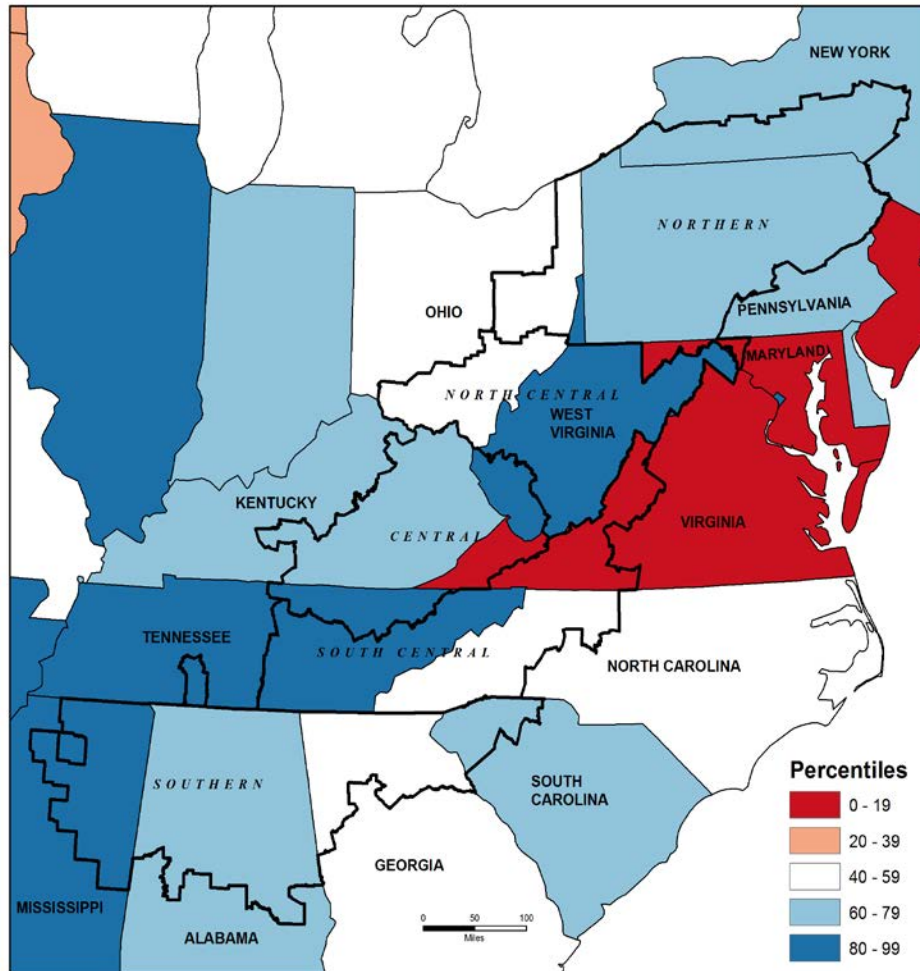 NEW YORK
NORTHERN
PENNSYLVANIA
OHIO
MARYLAND
NORTH CENTRAL
WEST
VIRGINIA
KENTUCKY
VIRGINIA
CENTRAL
TENNESSEE
SOUTH CENTRAL
NORTH CAROLINA
SOUTHERN
SOUTH
CAROLINA
GEORGIA
MISSISSIPPI
ALABAMA
0 50 100
Miles
Percentiles
0 - 19
20 - 39
40 - 59
60 - 79
80 - 99